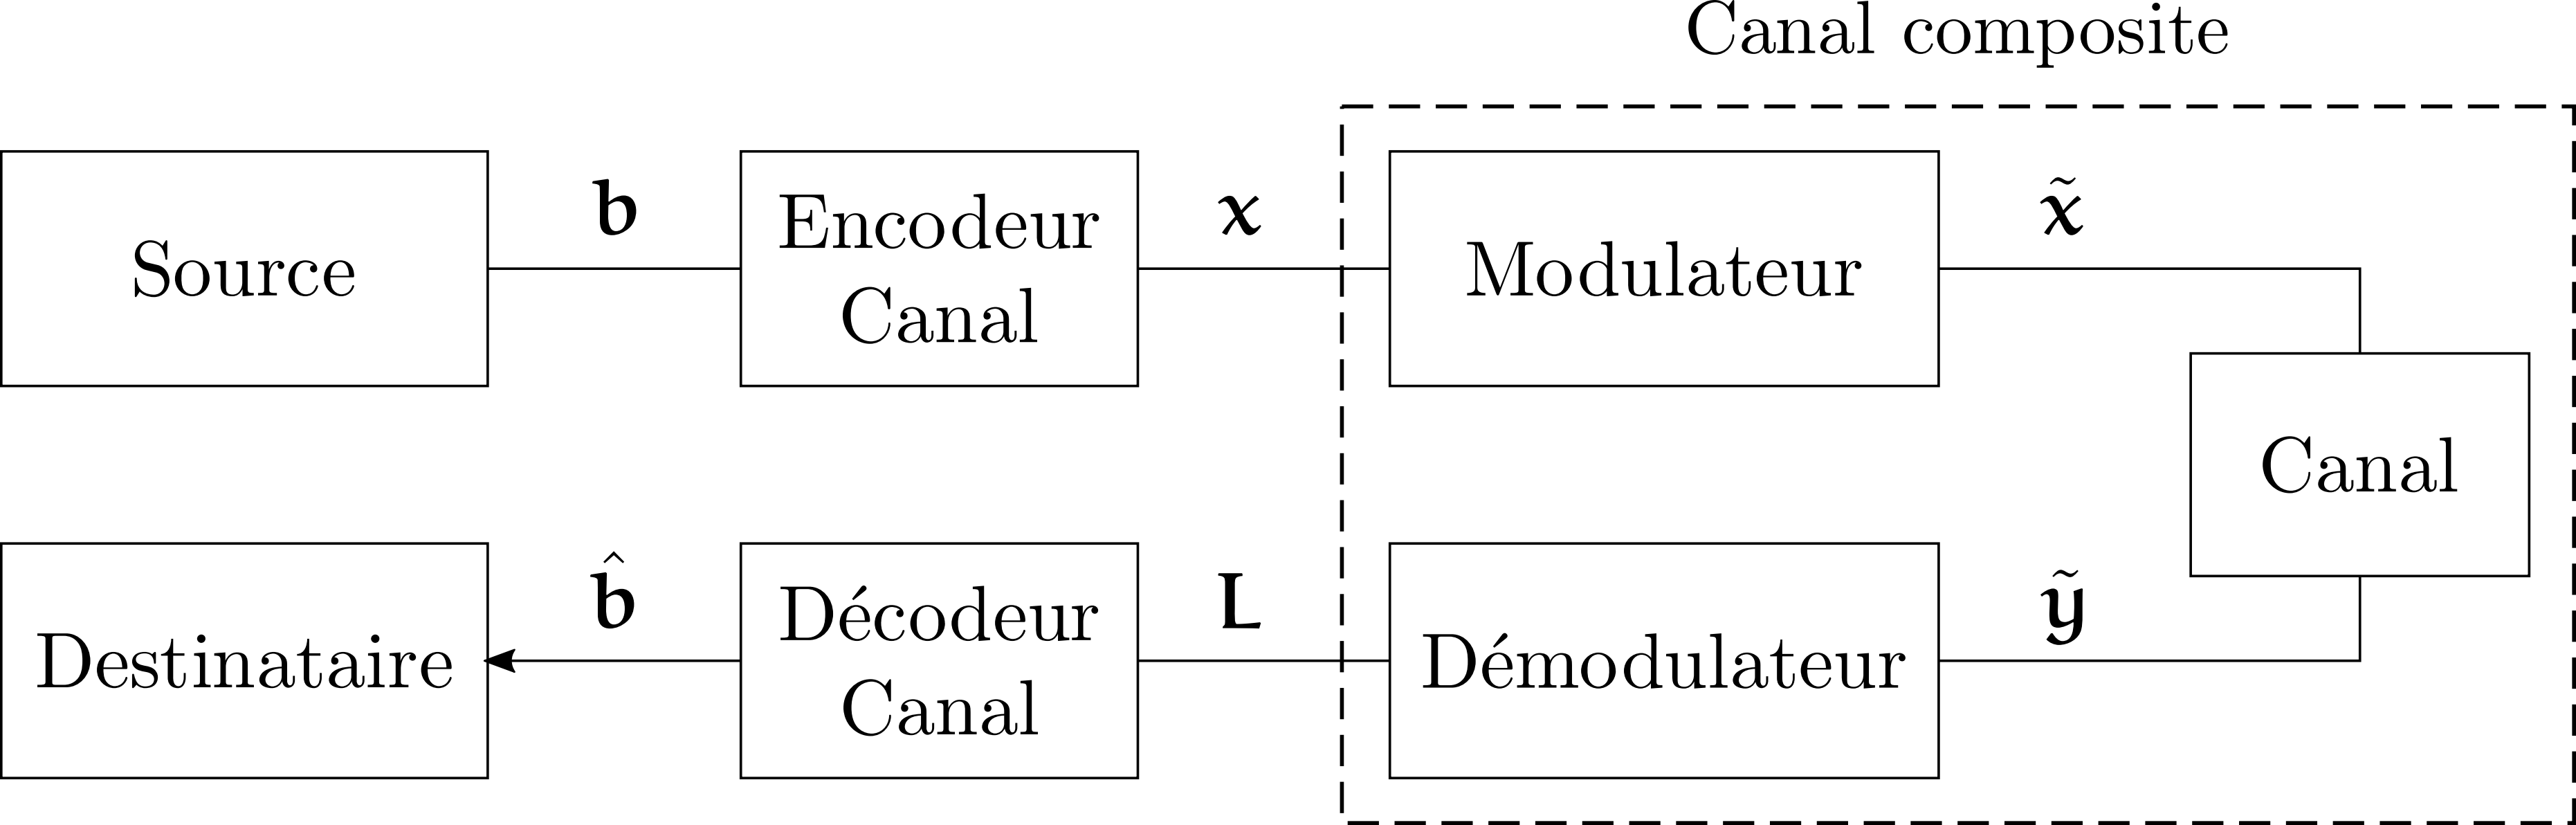 Canal composite
Source
b
Encodeur
Canal
x
Modulateur
x̃
Canal
Destinataire
b̂
Décodeur
Canal
L
Démodulateur
ỹ